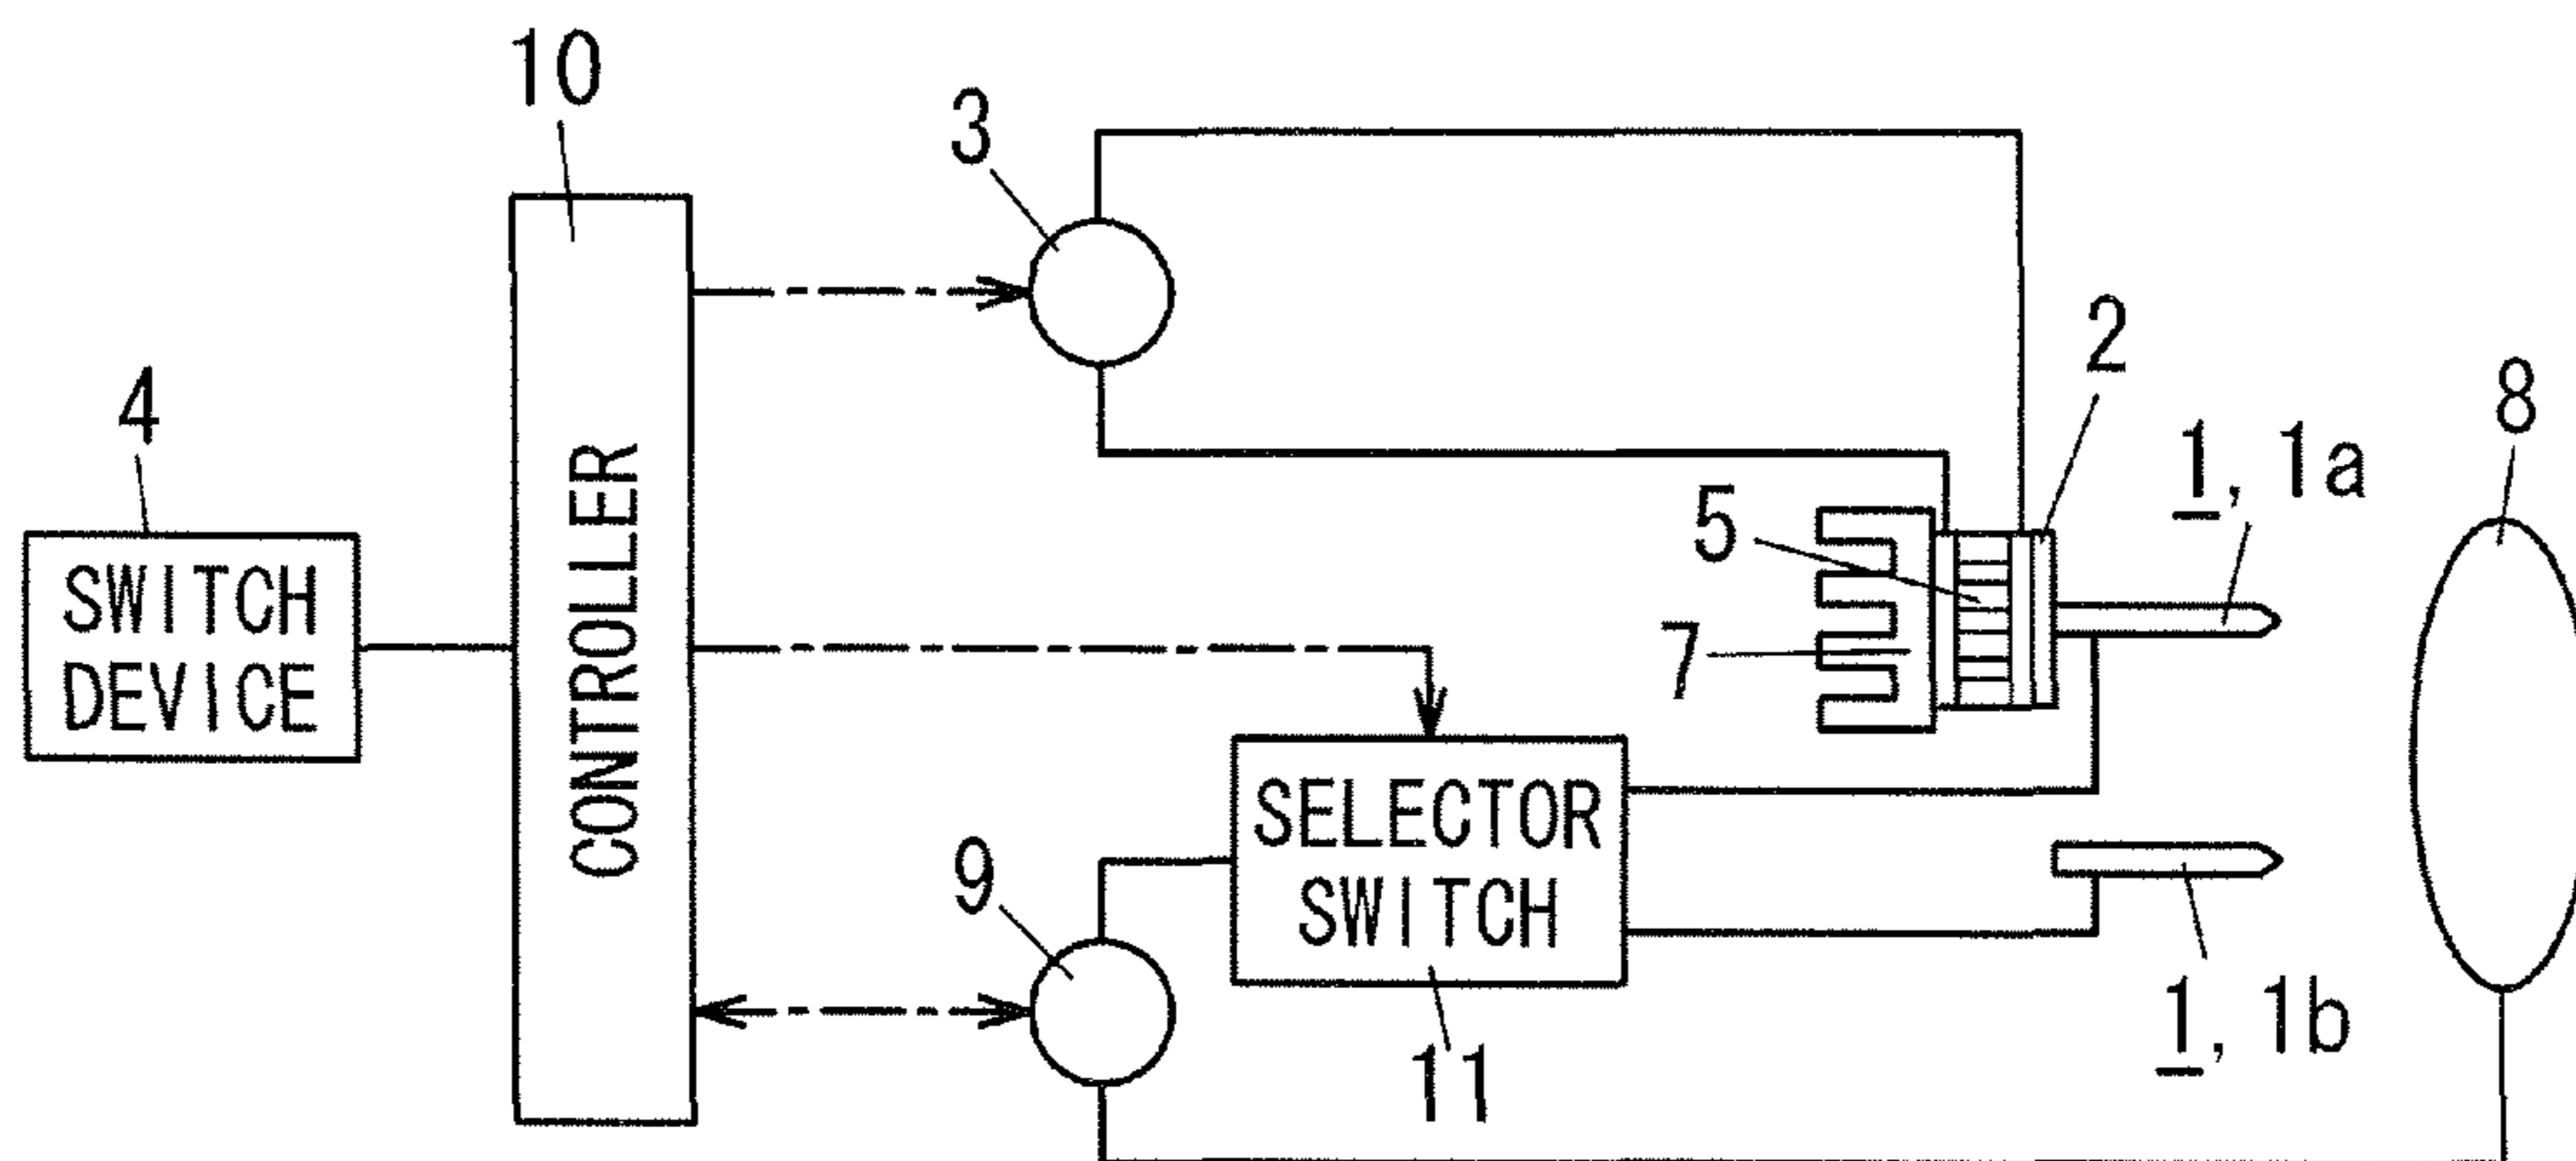 10
3
2
8
4
1, 1a
5
SWITCH
DEVICE
CONTROLLER
7
SELECTOR
SWITCH
9
1, 1b
11